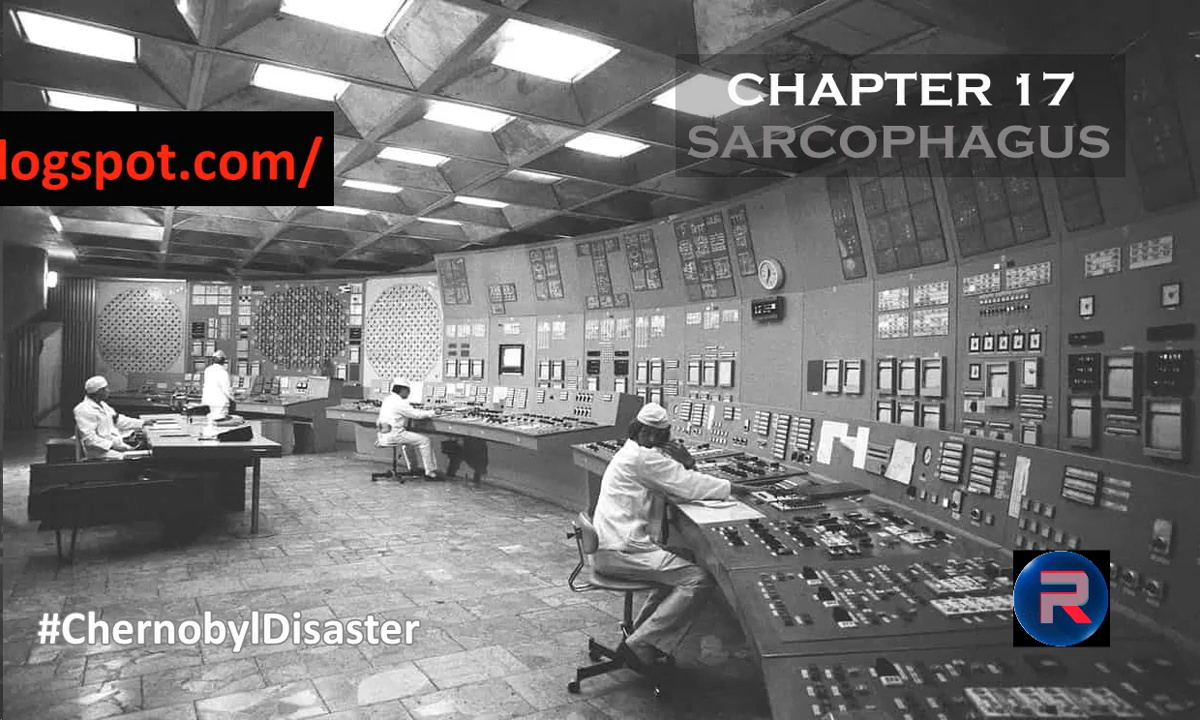 CHAPTER 17
SARCOPHAGUS
logspot.com/
#ChernobylDisaster
R